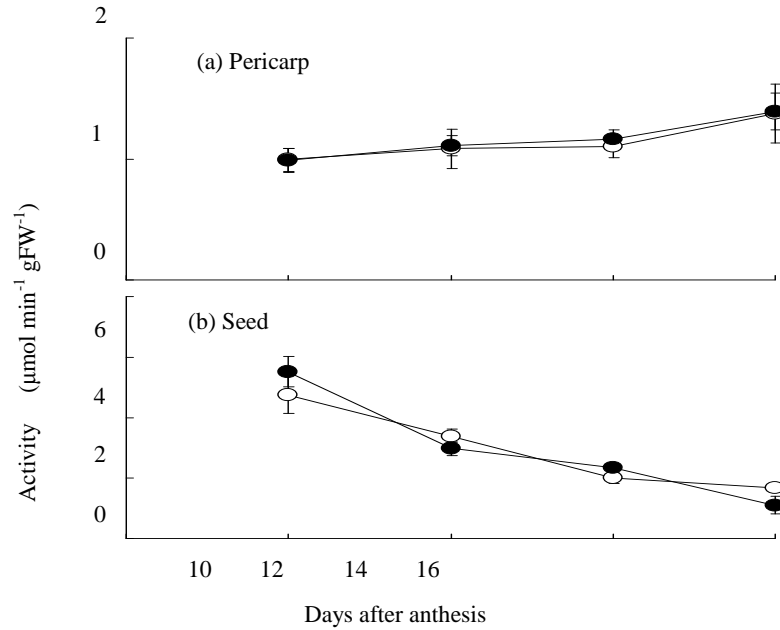 2
(a) Pericarp
1
0
Activity (μmol min⁻¹ gFW⁻¹)
(b) Seed
6
4
2
0
10 12 14 16
Days after anthesis